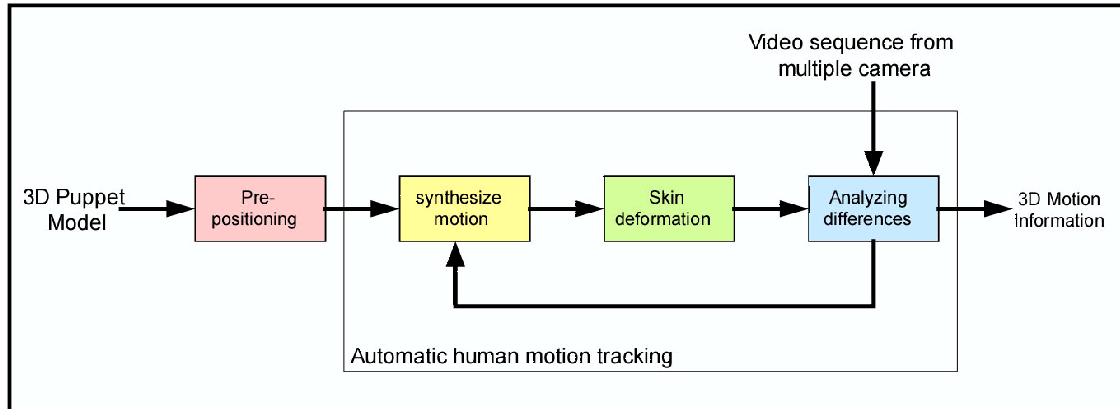 Video sequence from
multiple camera
3D Puppet
Model
Pre-
positioning
synthesize
motion
Skin
deformation
Analyzing
differences
3D Motion
Information
Automatic human motion tracking